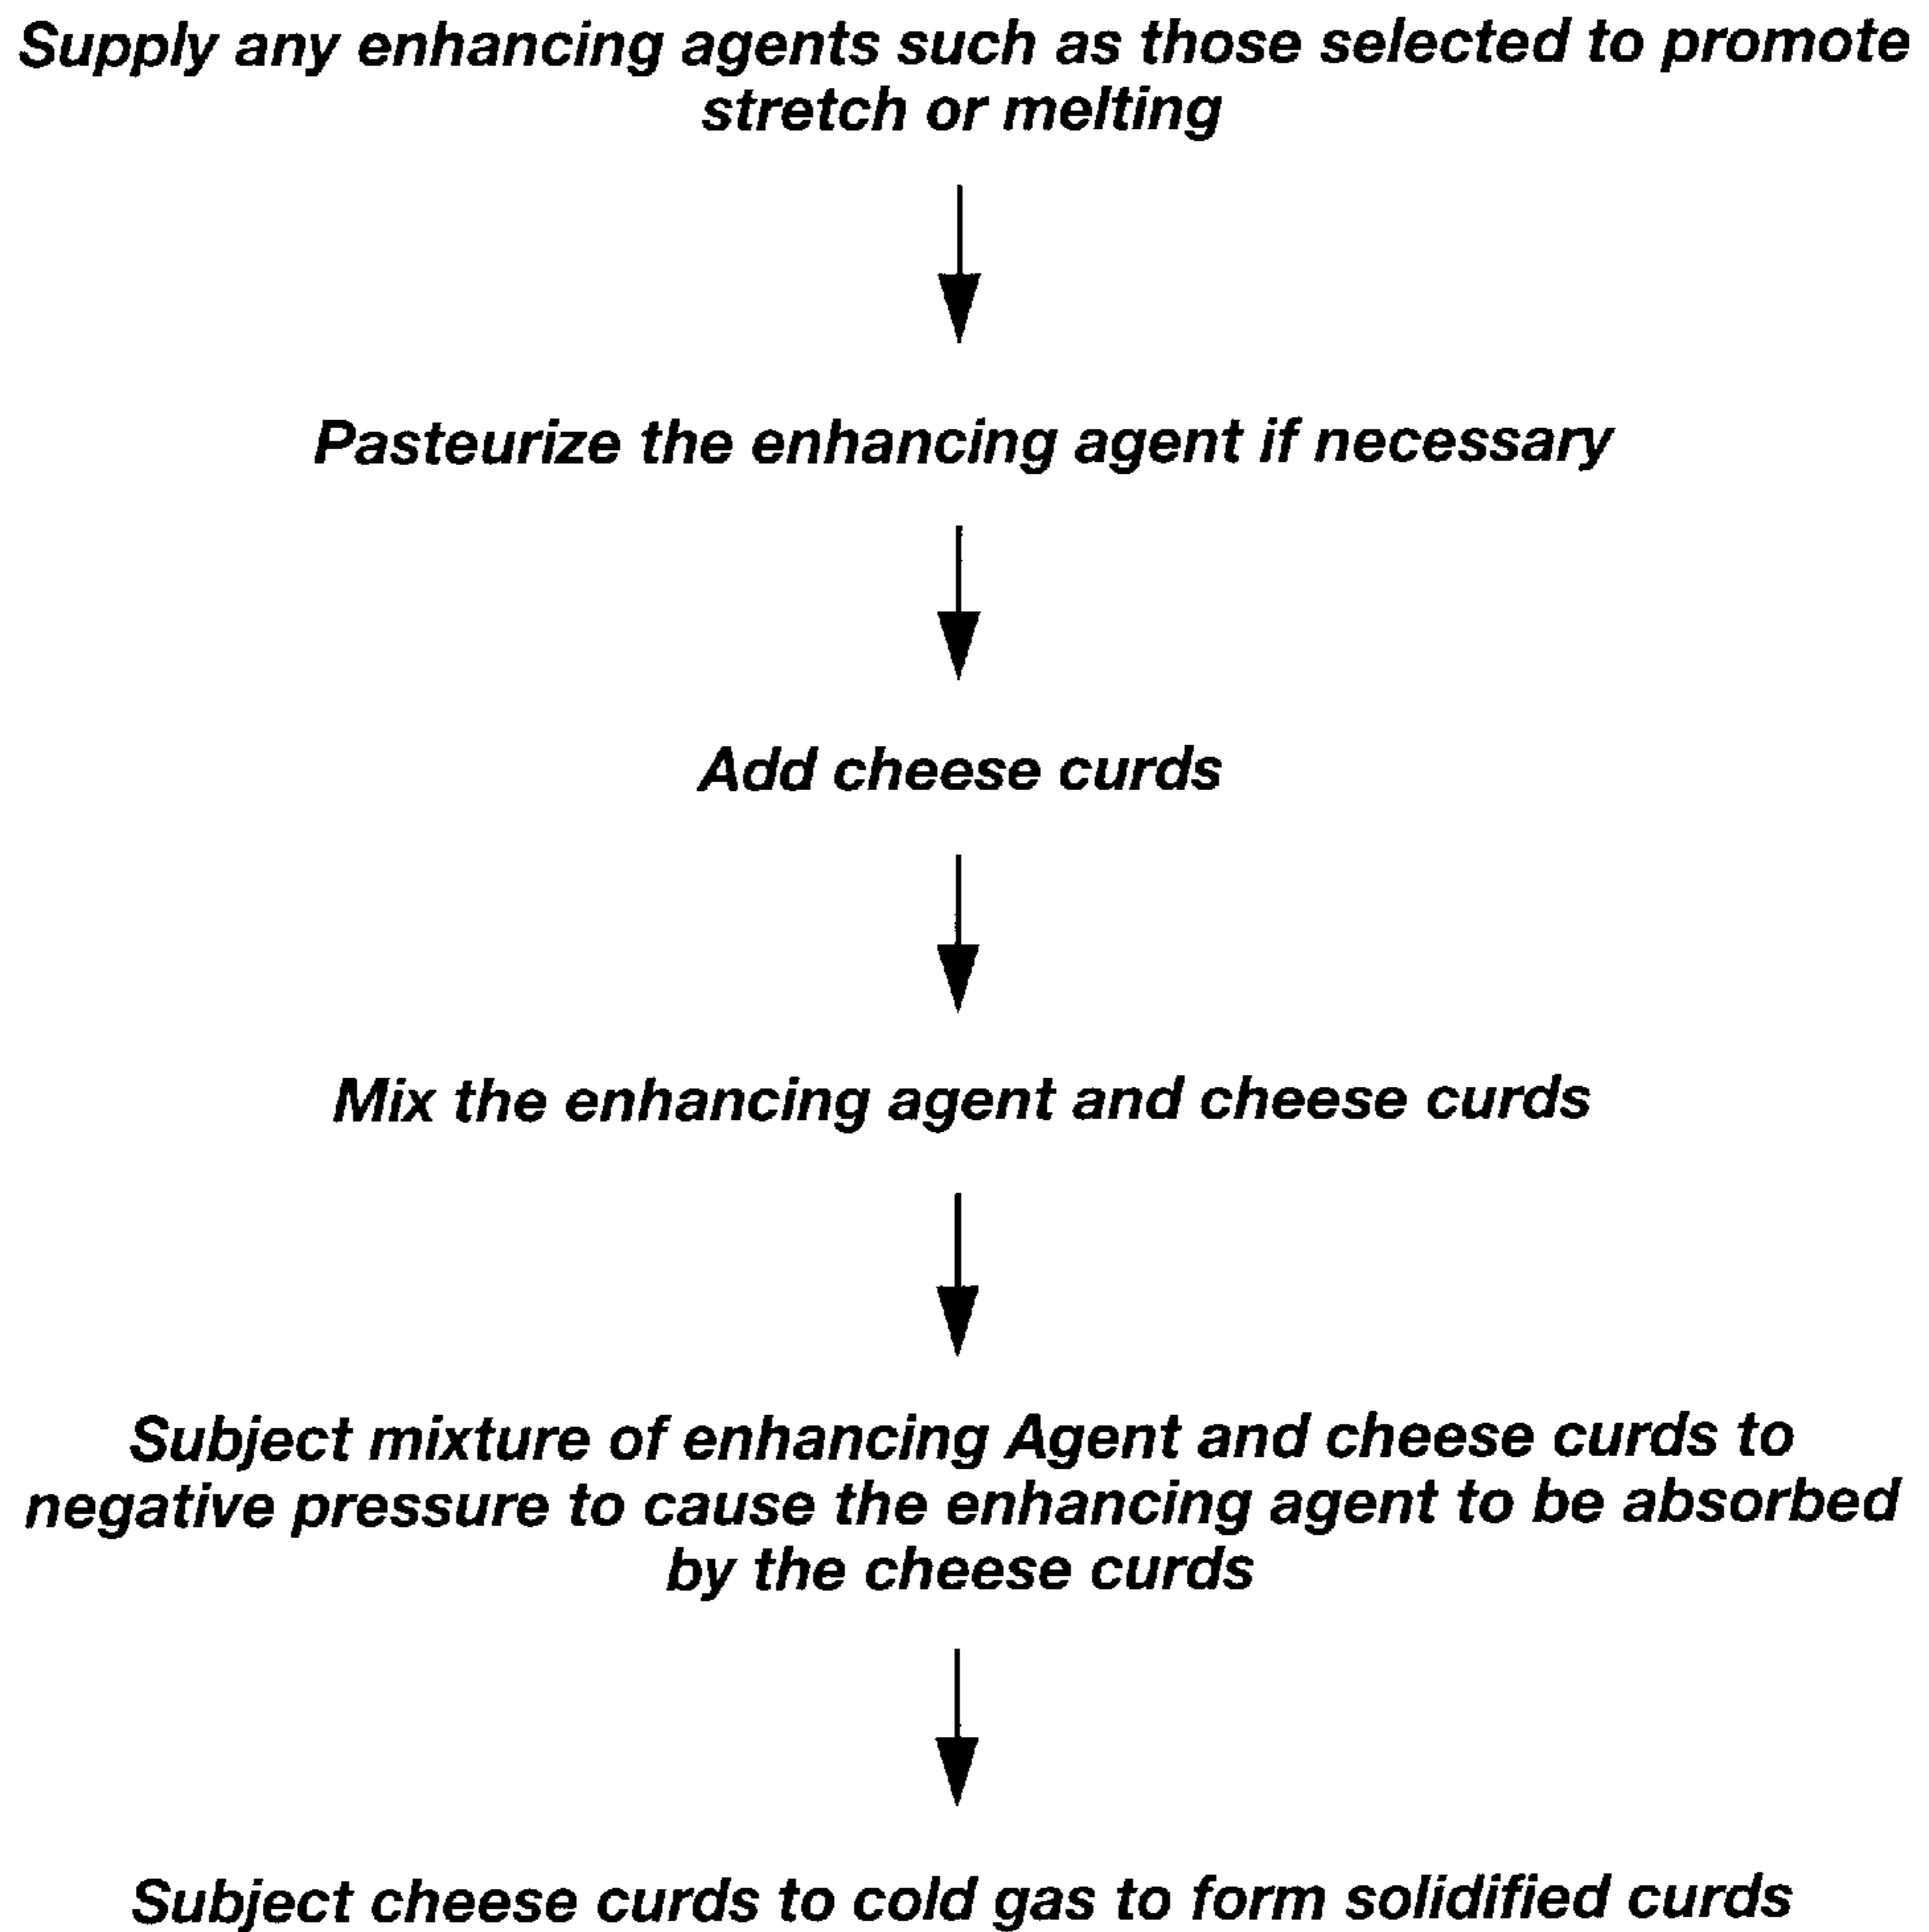 Supply any enhancing agents such as those selected to promote
stretch or melting
Pasteurize the enhancing agent if necessary
Add cheese curds
Mix the enhancing agent and cheese curds
Subject mixture of enhancing Agent and cheese curds to
negative pressure to cause the enhancing agent to be absorbed
by the cheese curds
Subject cheese curds to cold gas to form solidified curds